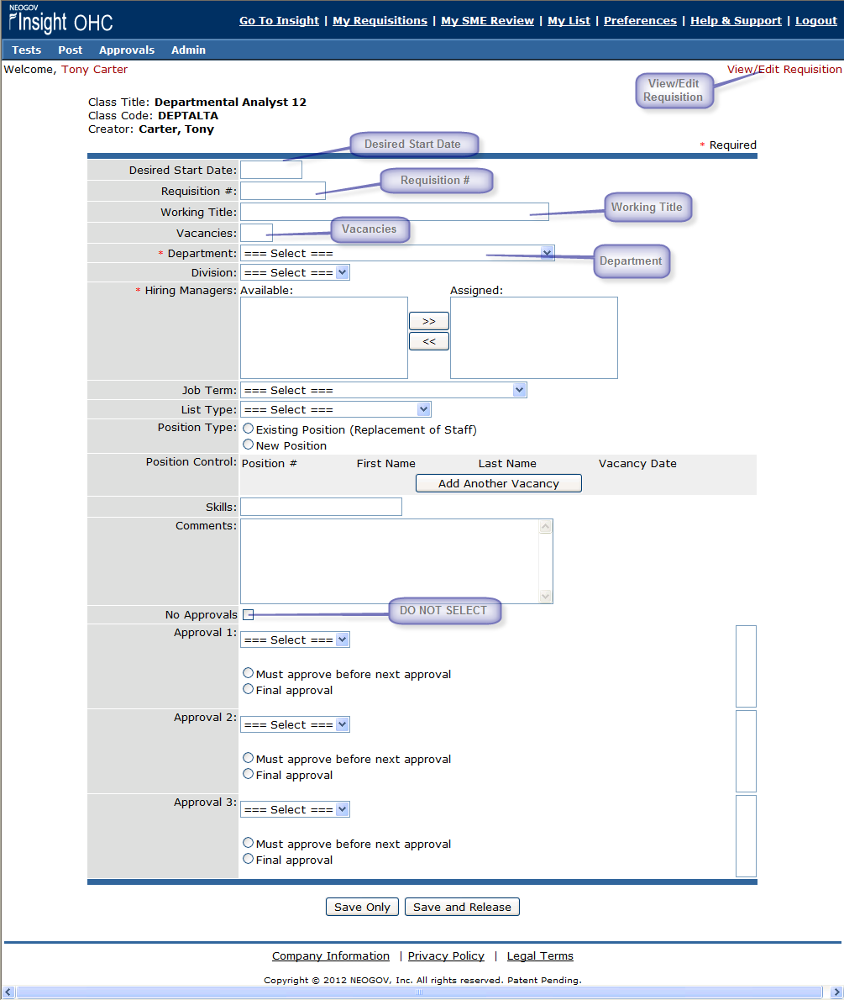 NEOGOV
Insight OHC
Go To Insight | My Requisitions | My SME Review | My List | Preferences | Help & Support | Logout
Tests Post Approvals Admin
Welcome, Tony Carter
View/Edit Requisition
View/Edit
Requisition
Class Title: Departmental Analyst 12
Class Code: DEPTALTA
Creator: Carter, Tony
Desired Start Date
* Required
Desired Start Date:
Requisition #
Requisition #:
Working Title:
Working Title
Vacancies:
Vacancies
* Department: === Select ===
Department
Division: === Select ===
* Hiring Managers: Available: Assigned:
>>
<<
Job Term: === Select ===
List Type: === Select ===
Position Type: Existing Position (Replacement of Staff)
New Position
Position Control: Position # First Name Last Name Vacancy Date
Add Another Vacancy
Skills:
Comments:
No Approvals
DO NOT SELECT
Approval 1: === Select ===
Must approve before next approval
Final approval
Approval 2: === Select ===
Must approve before next approval
Final approval
Approval 3: === Select ===
Must approve before next approval
Final approval
Save Only Save and Release
Company Information | Privacy Policy | Legal Terms
Copyright © 2012 NEOGOV, Inc. All rights reserved. Patent Pending.